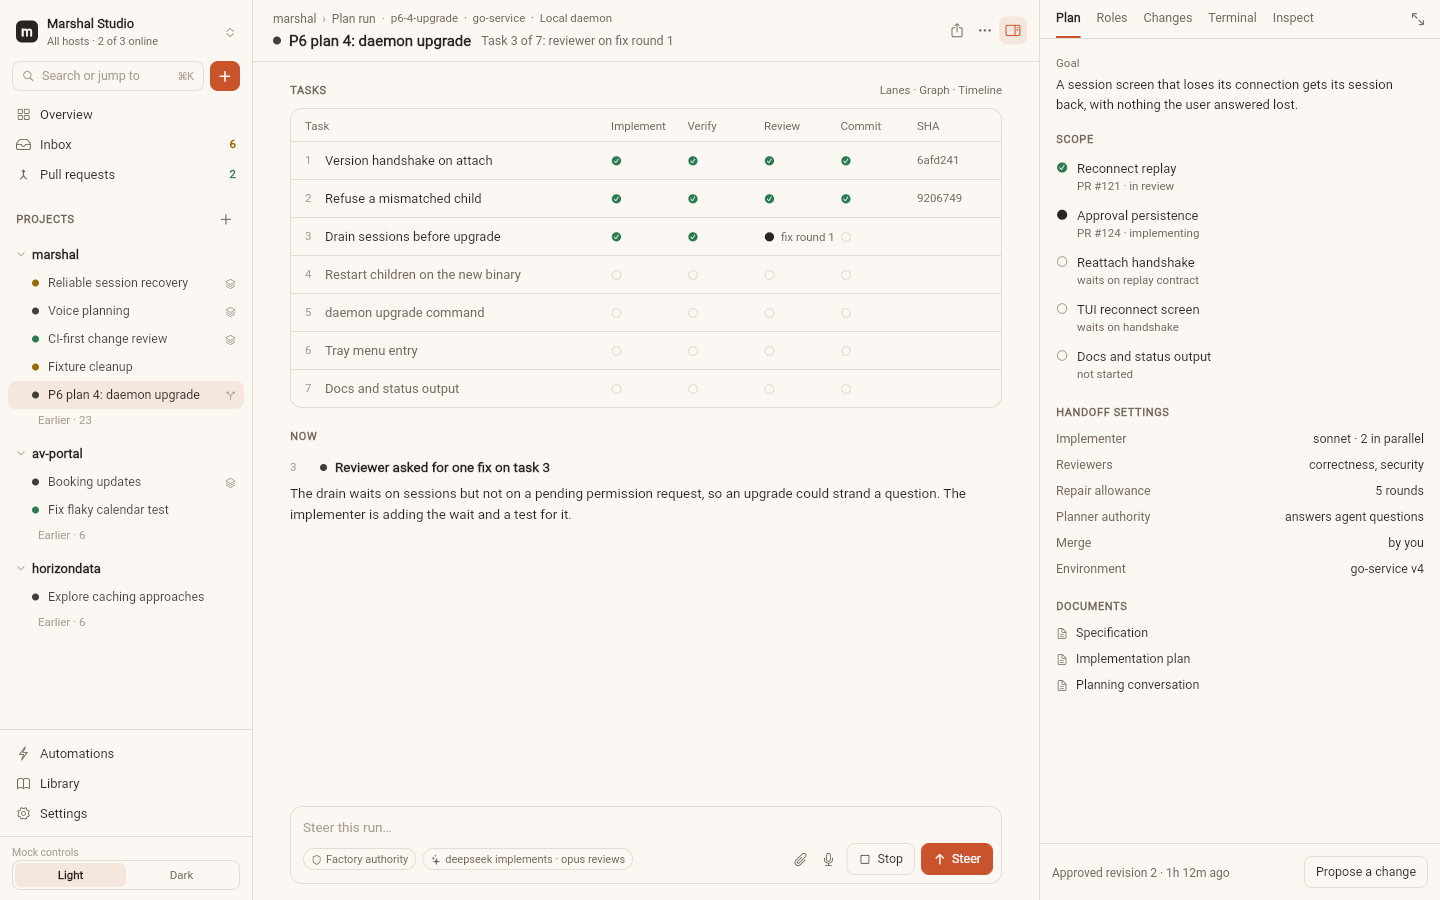 m
Marshal Studio
All hosts · 2 of 3 online
Search or jump to ⌘K
Overview
Inbox 6
Pull requests 2
PROJECTS
marshal
Reliable session recovery
Voice planning
CI-first change review
Fixture cleanup
P6 plan 4: daemon upgrade
Earlier · 23
av-portal
Booking updates
Fix flaky calendar test
Earlier · 6
horizondata
Explore caching approaches
Earlier · 6
Automations
Library
Settings
Mock controls
Light Dark
marshal › Plan run · p6-4-upgrade · go-service · Local daemon
P6 plan 4: daemon upgrade Task 3 of 7: reviewer on fix round 1
TASKS Lanes · Graph · Timeline
Task Implement Verify Review Commit SHA
1 Version handshake on attach 6afd241
2 Refuse a mismatched child 9206749
3 Drain sessions before upgrade fix round 1
4 Restart children on the new binary
5 daemon upgrade command
6 Tray menu entry
7 Docs and status output
NOW
3 Reviewer asked for one fix on task 3
The drain waits on sessions but not on a pending permission request, so an upgrade could strand a question. The
implementer is adding the wait and a test for it.
Steer this run…
Factory authority deepseek implements · opus reviews Stop Steer
Plan Roles Changes Terminal Inspect
Goal
A session screen that loses its connection gets its session
back, with nothing the user answered lost.
SCOPE
Reconnect replay
PR #121 · in review
Approval persistence
PR #124 · implementing
Reattach handshake
waits on replay contract
TUI reconnect screen
waits on handshake
Docs and status output
not started
HANDOFF SETTINGS
Implementer sonnet · 2 in parallel
Reviewers correctness, security
Repair allowance 5 rounds
Planner authority answers agent questions
Merge by you
Environment go-service v4
DOCUMENTS
Specification
Implementation plan
Planning conversation
Approved revision 2 · 1h 12m ago Propose a change